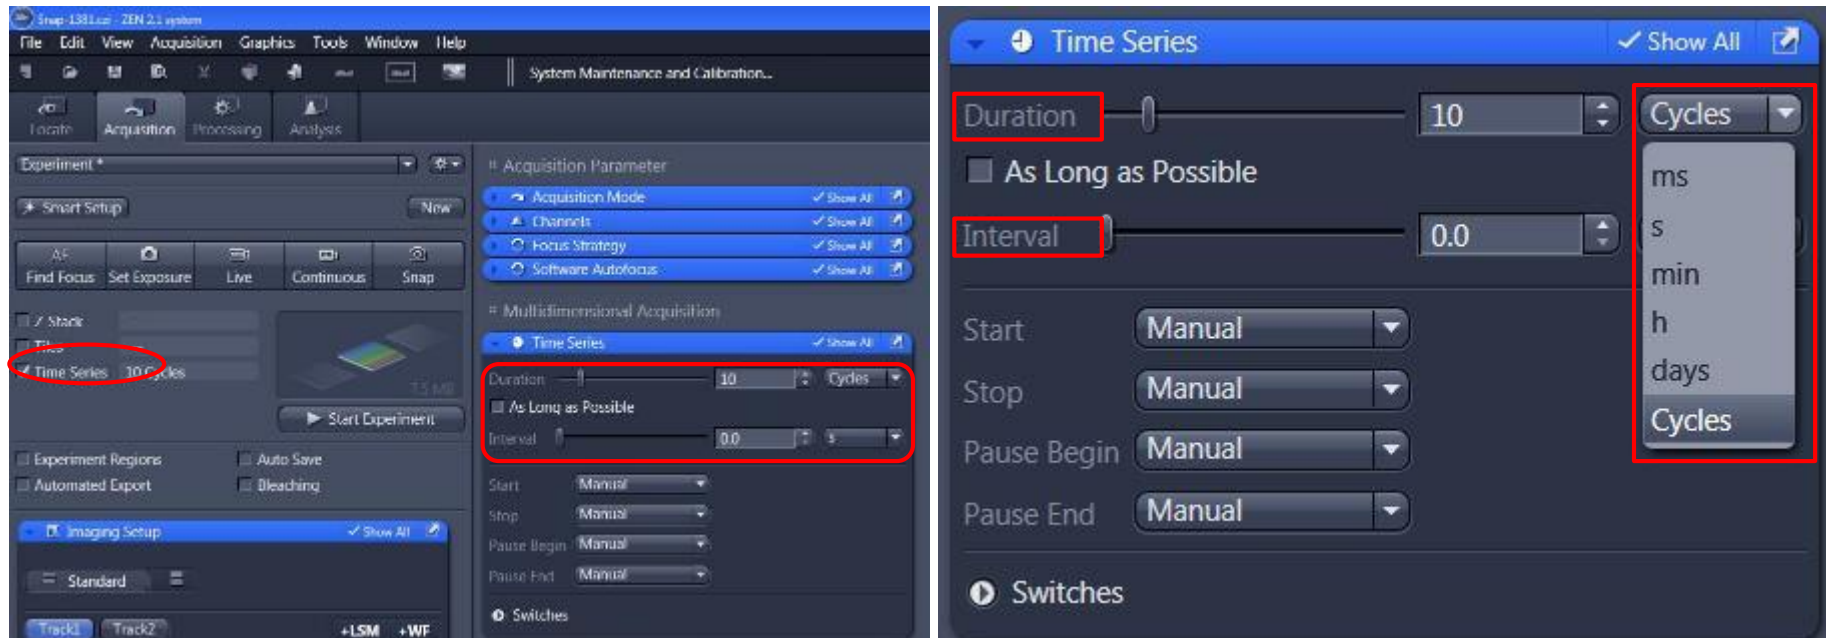 Snap-1381.czi - ZEN 2.1 system
File Edit View Acquisition Graphics Tools Window Help
System Maintenance and Calibration...
Locate Acquisition Processing Analysis
Experiment *
Smart Setup New
AF
Find Focus Set Exposure Live Continuous Snap
Z Stack
Tiles
Time Series 10 Cycles
7.5 MB
Start Experiment
Experiment Regions Auto Save
Automated Export Bleaching
Imaging Setup Show All
Standard
Track1 Track2 +LSM +WF
Acquisition Parameter
Acquisition Mode Show All
Channels Show All
Focus Strategy Show All
Software Autofocus Show All
Multidimensional Acquisition
Time Series Show All
Duration 10 Cycles
As Long as Possible
Interval 0.0 s
Start Manual
Stop Manual
Pause Begin Manual
Pause End Manual
Switches
Time Series Show All
Duration 10 Cycles
As Long as Possible
Interval 0.0
ms
s
min
h
days
Cycles
Start Manual
Stop Manual
Pause Begin Manual
Pause End Manual
Switches